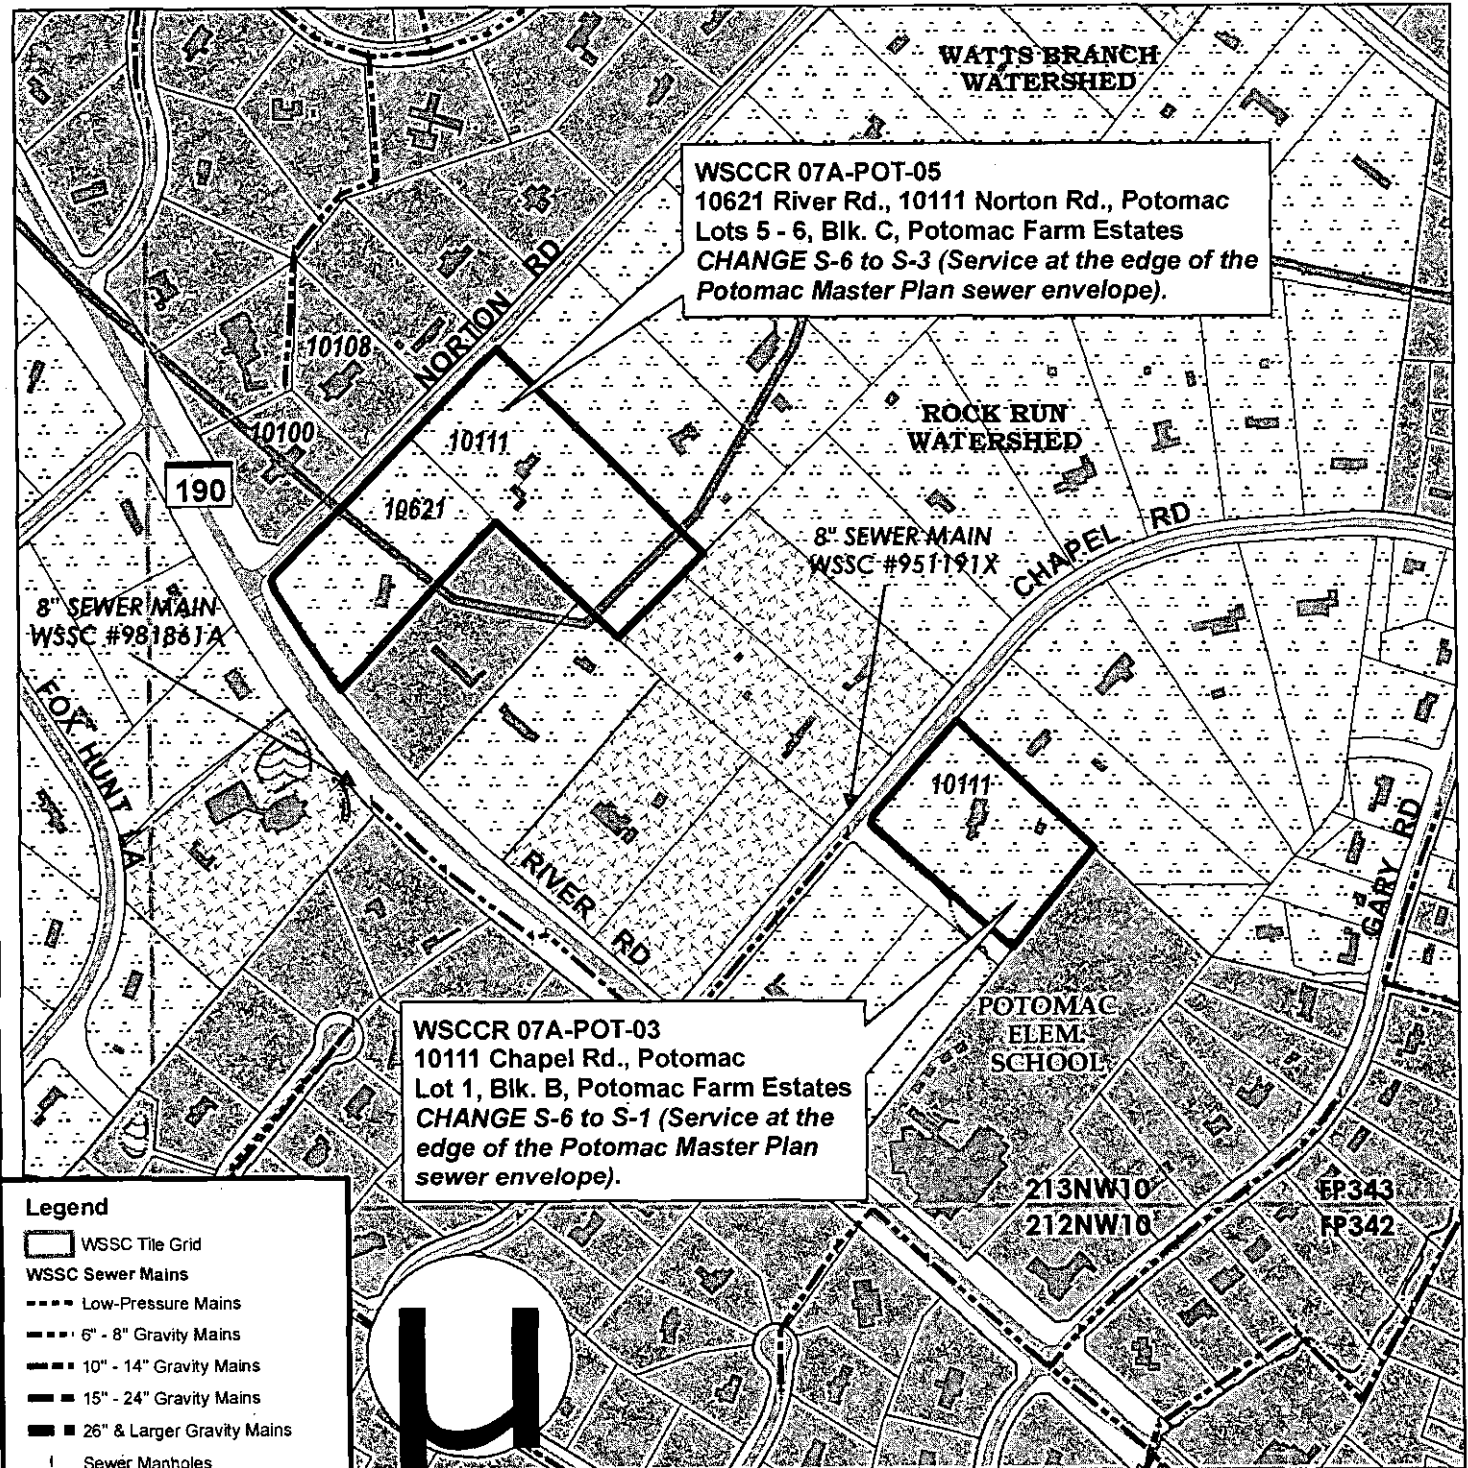 WATTS BRANCH
WATERSHED
WSCCR 07A-POT-05
10621 River Rd., 10111 Norton Rd., Potomac
Lots 5 - 6, Blk. C, Potomac Farm Estates
CHANGE S-6 to S-3 (Service at the edge of the
Potomac Master Plan sewer envelope).
NORTON RD
10108
10100
10111
10621
190
ROCK RUN
WATERSHED
8" SEWER MAIN
WSSC #951191X
CHAPEL RD
8" SEWER MAIN
WSSC #981861A
FOX HUNT LA
10111
RIVER RD
GARY RD
WSCCR 07A-POT-03
10111 Chapel Rd., Potomac
Lot 1, Blk. B, Potomac Farm Estates
CHANGE S-6 to S-1 (Service at the
edge of the Potomac Master Plan
sewer envelope).
POTOMAC
ELEM.
SCHOOL
213NW10
212NW10
FP343
FP342
Legend
WSSC Tile Grid
WSSC Sewer Mains
Low-Pressure Mains
6" - 8" Gravity Mains
10" - 14" Gravity Mains
15" - 24" Gravity Mains
26" & Larger Gravity Mains
Sewer Manholes
µ